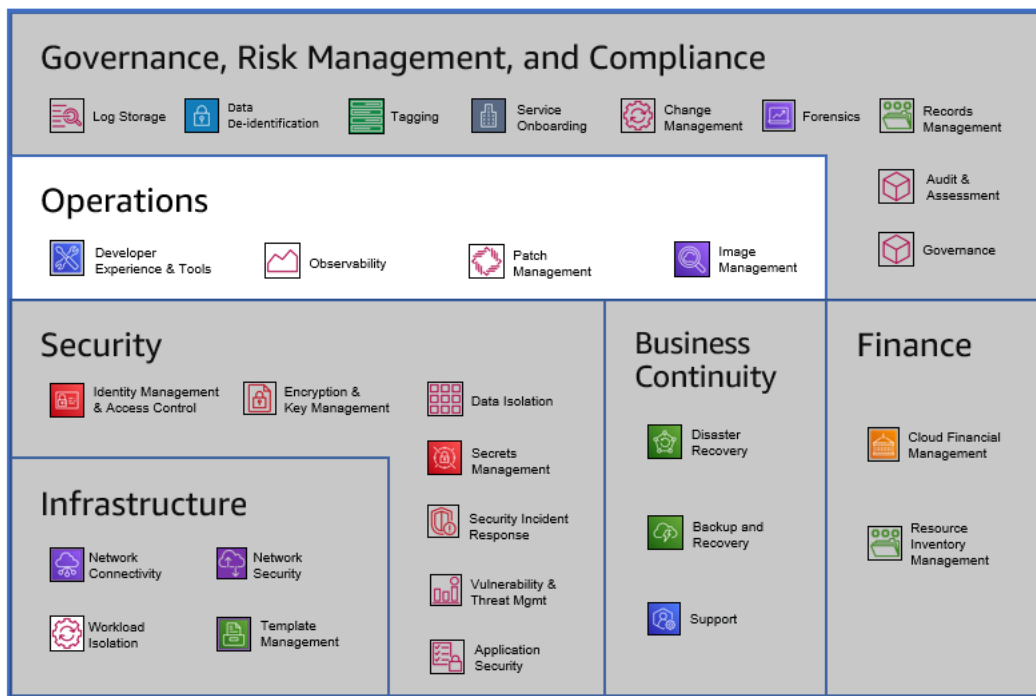 Governance, Risk Management, and Compliance
Log Storage
Data
De-identification
Tagging
Service
Onboarding
Change
Management
Forensics
Records
Management
Audit &
Assessment
Governance
Operations
Developer
Experience & Tools
Observability
Patch
Management
Image
Management
Security
Identity Management
& Access Control
Encryption &
Key Management
Data Isolation
Secrets
Management
Security Incident
Response
Vulnerability &
Threat Mgmt
Application
Security
Infrastructure
Network
Connectivity
Network
Security
Workload
Isolation
Template
Management
Business
Continuity
Disaster
Recovery
Backup and
Recovery
Support
Finance
Cloud Financial
Management
Resource
Inventory
Management